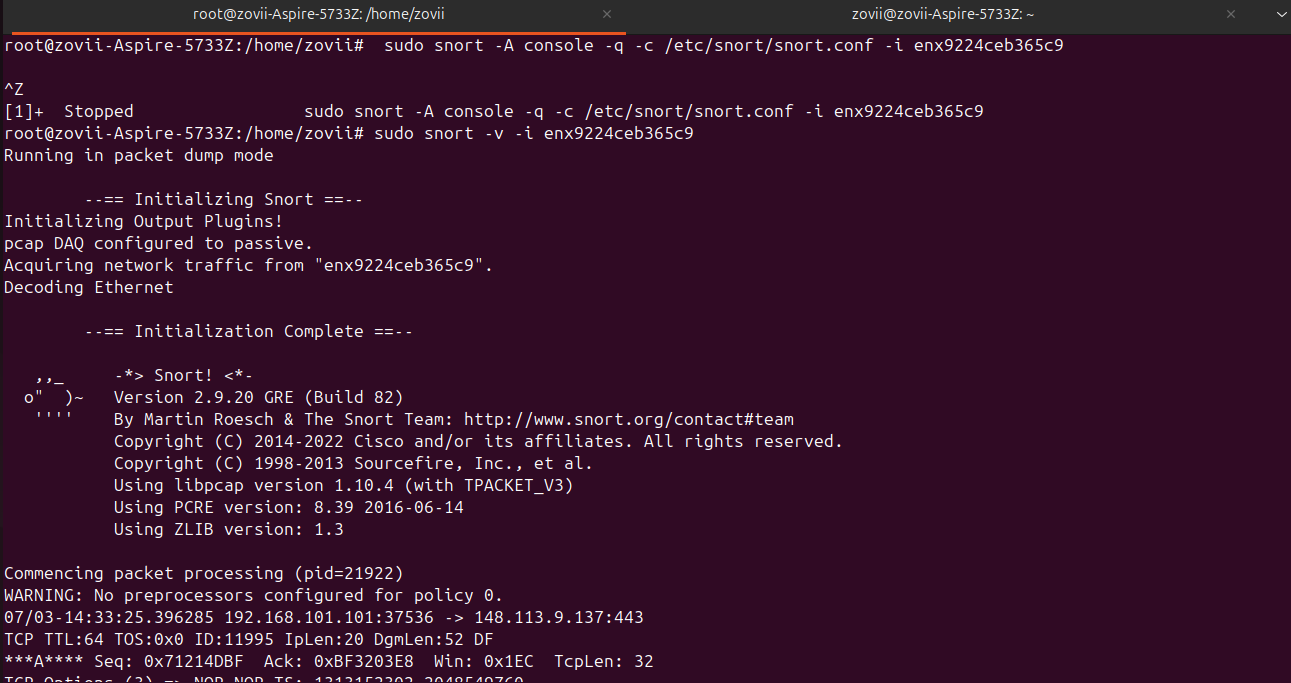 root@zovii-Aspire-5733Z: /home/zovii
zovii@zovii-Aspire-5733Z: ~
root@zovii-Aspire-5733Z:/home/zovii#  sudo snort -A console -q -c /etc/snort/snort.conf -i enx9224ceb365c9
^Z
[1]+  Stopped                 sudo snort -A console -q -c /etc/snort/snort.conf -i enx9224ceb365c9
root@zovii-Aspire-5733Z:/home/zovii# sudo snort -v -i enx9224ceb365c9
Running in packet dump mode
        --== Initializing Snort ==--
Initializing Output Plugins!
pcap DAQ configured to passive.
Acquiring network traffic from "enx9224ceb365c9".
Decoding Ethernet
        --== Initialization Complete ==--
   ,,_     -*> Snort! <*-
  o"  )~   Version 2.9.20 GRE (Build 82)
   ''''    By Martin Roesch & The Snort Team: http://www.snort.org/contact#team
           Copyright (C) 2014-2022 Cisco and/or its affiliates. All rights reserved.
           Copyright (C) 1998-2013 Sourcefire, Inc., et al.
           Using libpcap version 1.10.4 (with TPACKET_V3)
           Using PCRE version: 8.39 2016-06-14
           Using ZLIB version: 1.3
Commencing packet processing (pid=21922)
WARNING: No preprocessors configured for policy 0.
07/03-14:33:25.396285 192.168.101.101:37536 -> 148.113.9.137:443
TCP TTL:64 TOS:0x0 ID:11995 IpLen:20 DgmLen:52 DF
***A**** Seq: 0x71214DBF  Ack: 0xBF3203E8  Win: 0x1EC  TcpLen: 32
TCP Options (3) => NOP NOP TS: